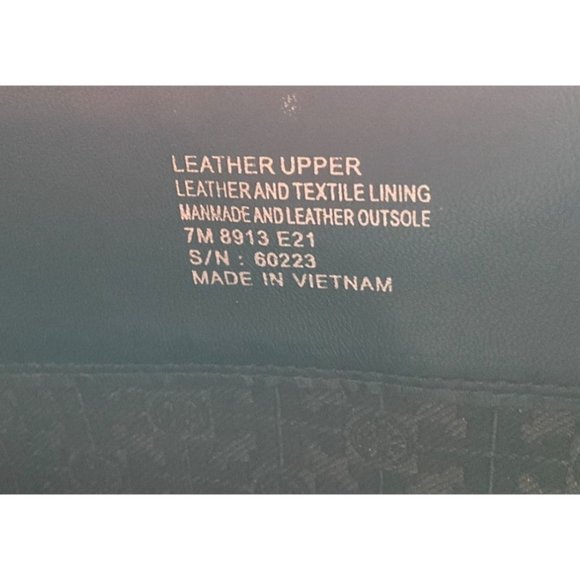 LEATHER UPPER
LEATHER AND TEXTILE LINING
MANMADE AND LEATHER OUTSOLE
7M 8913 E21
S/N : 60223
MADE IN VIETNAM